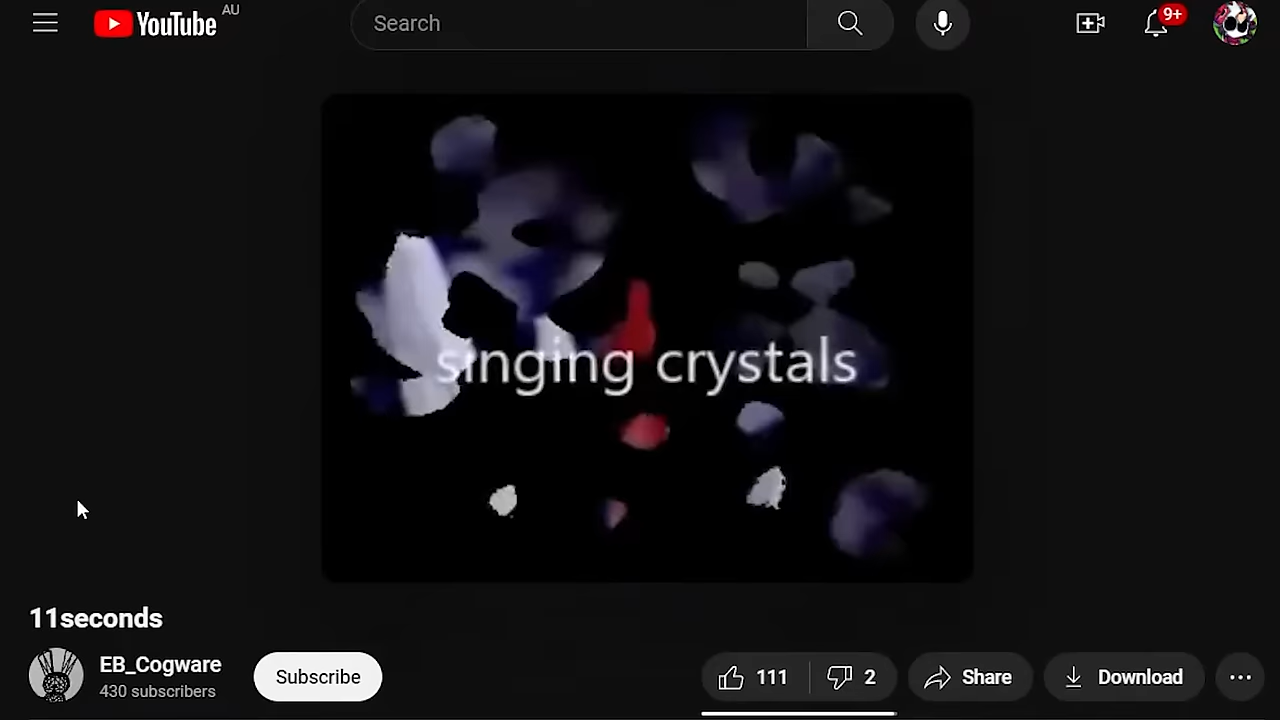 YouTube AU
Search
9+
singing crystals
11seconds
EB_Cogware
430 subscribers
Subscribe
111
2
Share
Download